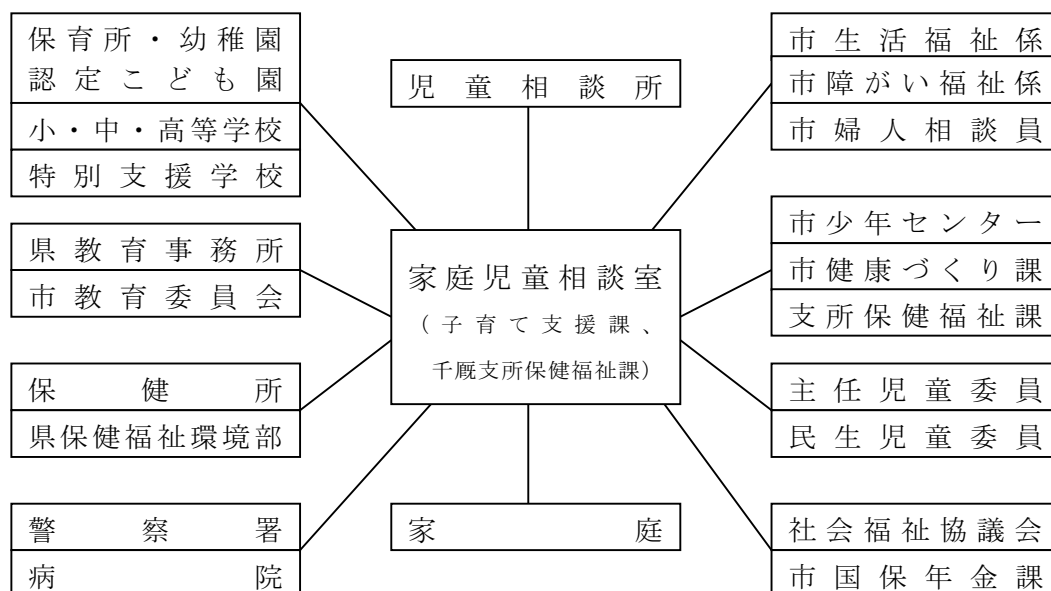 保育所・幼稚園
認定こども園
小・中・高等学校
特別支援学校
県教育事務所
市教育委員会
保健所
県保健福祉環境部
警察署
病院
児童相談所
家庭児童相談室
（子育て支援課、
千厩支所保健福祉課）
家庭
市生活福祉係
市障がい福祉係
市婦人相談員
市少年センター
市健康づくり課
支所保健福祉課
主任児童委員
民生児童委員
社会福祉協議会
市国保年金課